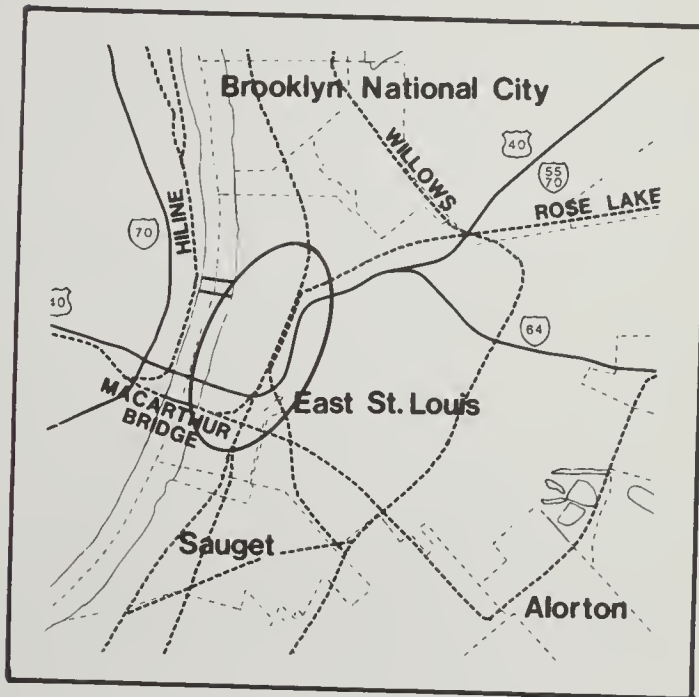 Brooklyn National City
40
WILLOWS
55
70
ROSE LAKE
HILINE
70
40
64
MACARTHUR
BRIDGE
East St. Louis
Sauget
Alorton